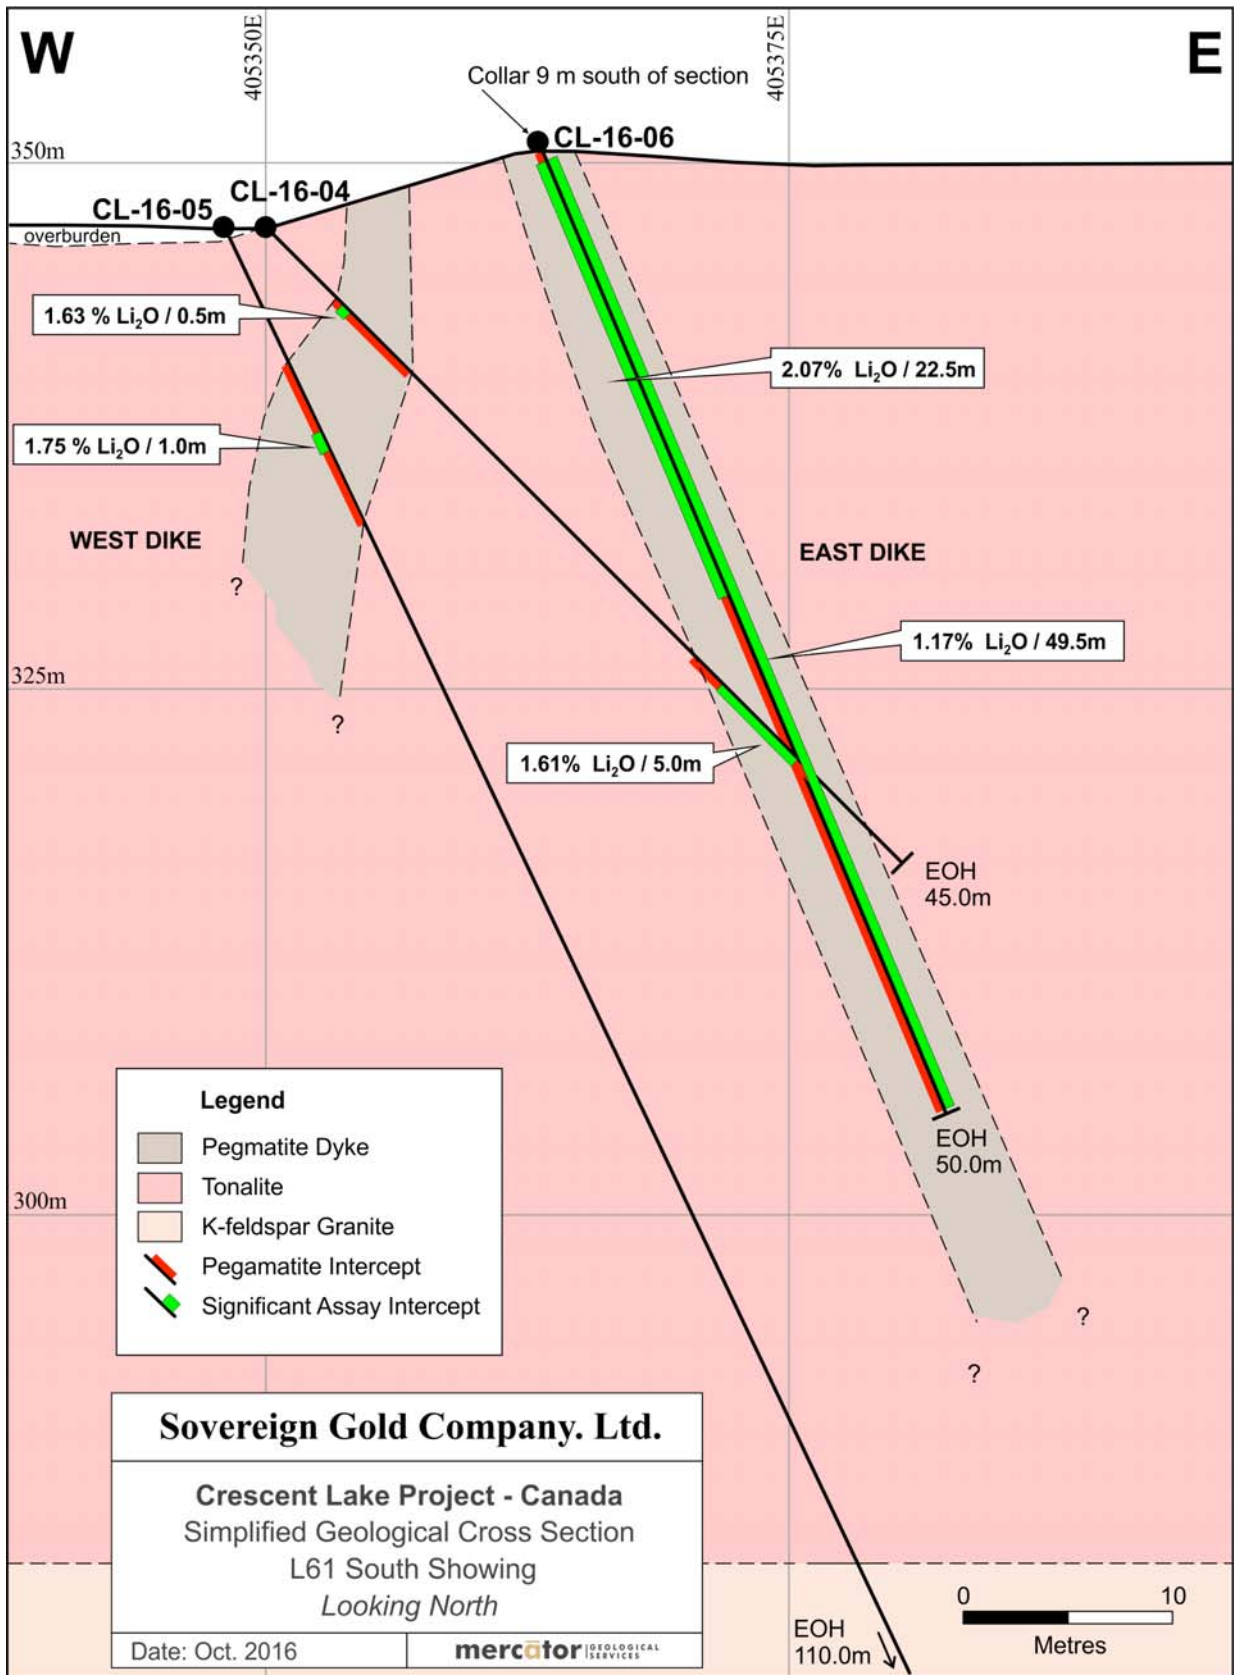 W
405350E
405375E
E
Collar 9 m south of section
CL-16-06
350m
CL-16-04
CL-16-05
overburden
1.63 % Li₂O / 0.5m
2.07% Li₂O / 22.5m
1.75 % Li₂O / 1.0m
WEST DIKE
EAST DIKE
?
1.17% Li₂O / 49.5m
325m
?
1.61% Li₂O / 5.0m
EOH
45.0m
EOH
50.0m
Legend
Pegmatite Dyke
Tonalite
300m
K-feldspar Granite
Pegamatite Intercept
Significant Assay Intercept
?
?
Sovereign Gold Company. Ltd.
Crescent Lake Project - Canada
Simplified Geological Cross Section
L61 South Showing
Looking North
Date: Oct. 2016
mercātor GEOLOGICAL
SERVICES
0 10
Metres
EOH
110.0m